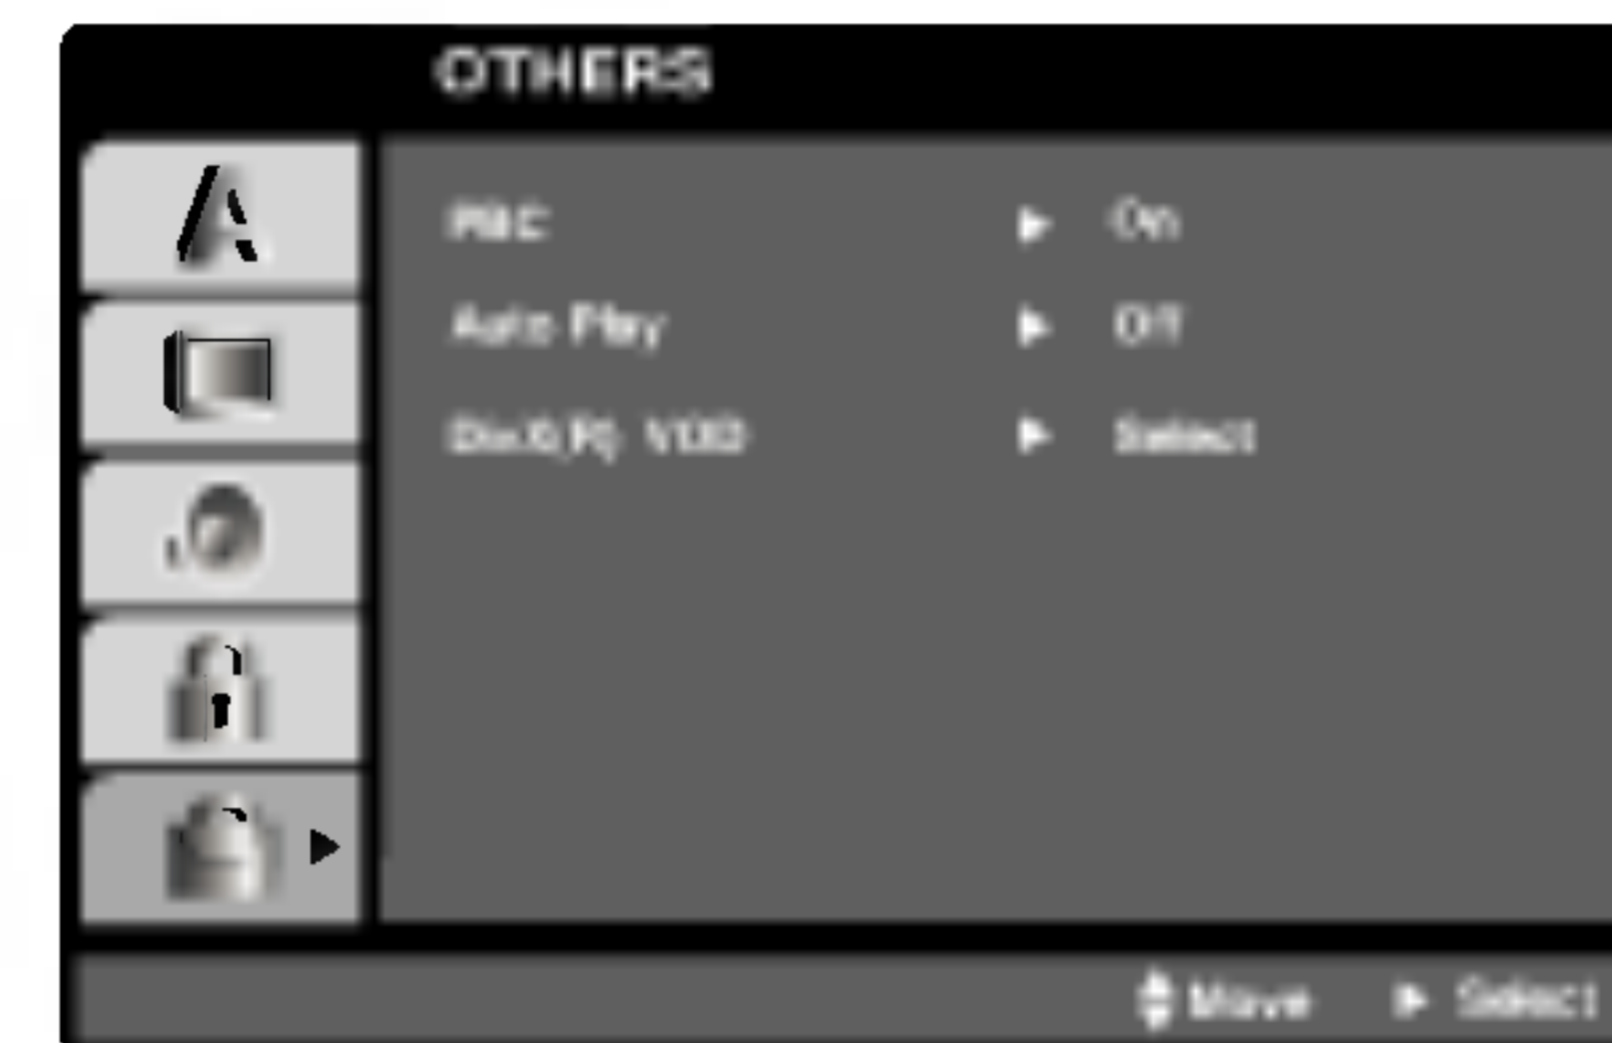 OTHERS
PBC On
Auto Play Off
DivX(R) VOD Select
Move Select